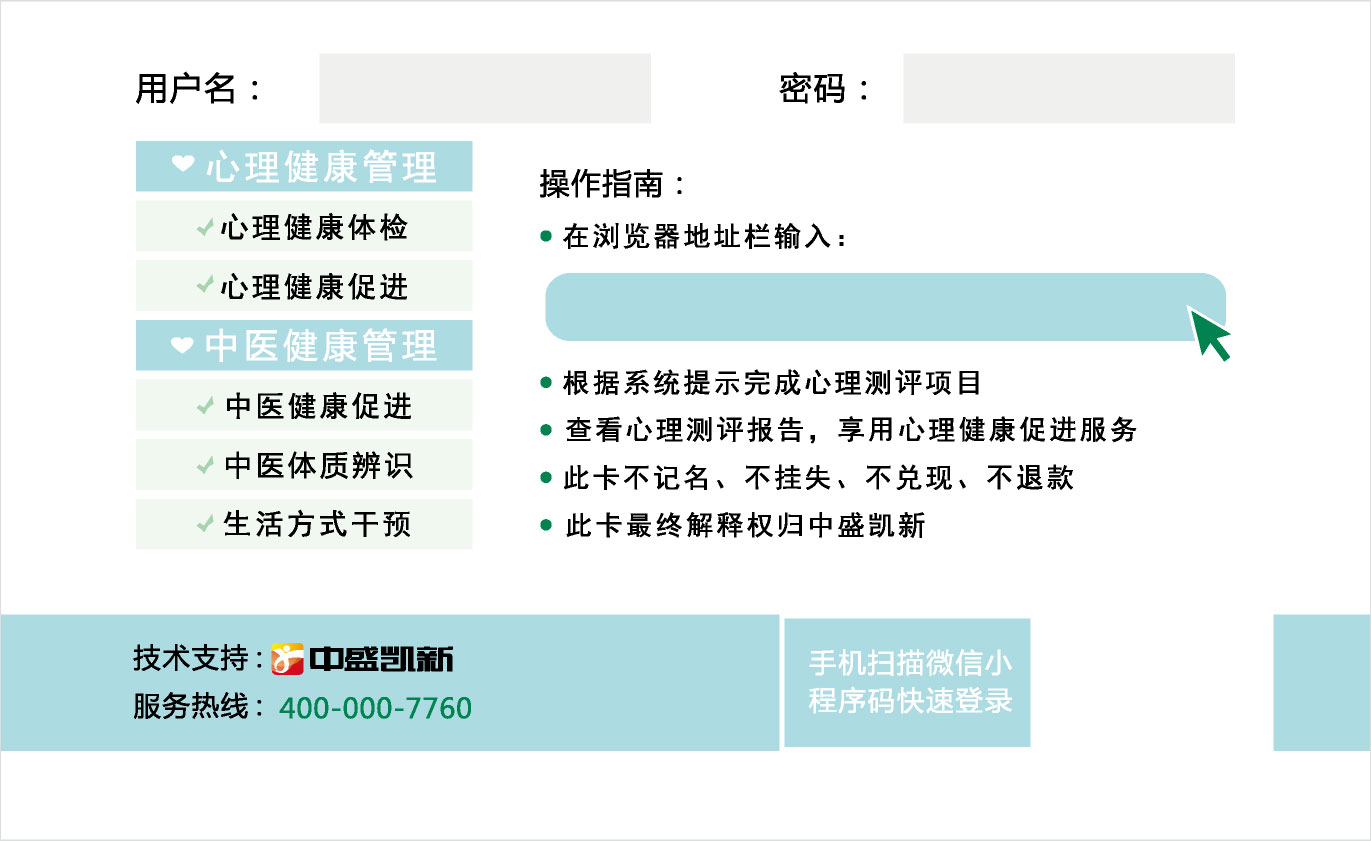 用户名：
密码：
心理健康管理
心理健康体检
心理健康促进
中医健康管理
中医健康促进
中医体质辨识
生活方式干预
操作指南：
在浏览器地址栏输入：
根据系统提示完成心理测评项目
查看心理测评报告，享用心理健康促进服务
此卡不记名、不挂失、不兑现、不退款
此卡最终解释权归中盛凯新
技术支持：中盛凯新
服务热线：400-000-7760
手机扫描微信小
程序码快速登录